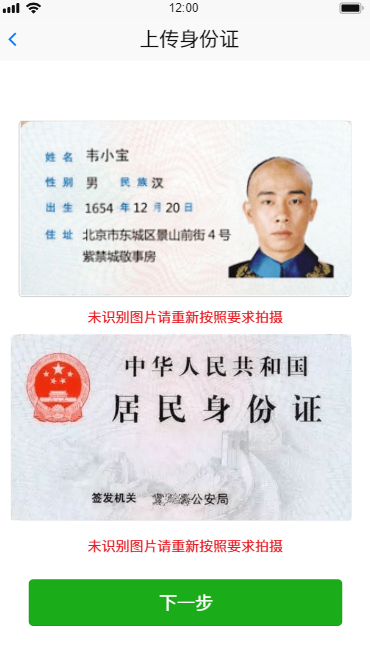 12:00
上传身份证
姓 名 韦小宝
性 别 男 民 族 汉
出 生 1654 年 12 月 20 日
住 址 北京市东城区景山前街 4 号
紫禁城敬事房
未识别图片请重新按照要求拍摄
中华人民共和国
居民身份证
签发机关 公安局
未识别图片请重新按照要求拍摄
下一步